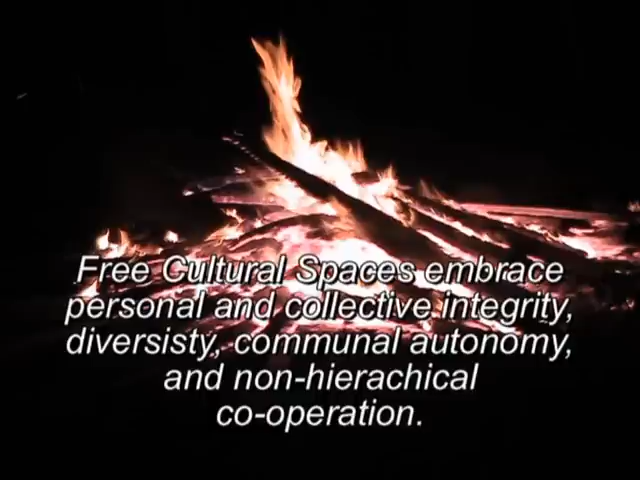 Free Cultural Spaces embrace
personal and collective integrity,
diversisty, communal autonomy,
and non-hierachical
co-operation.